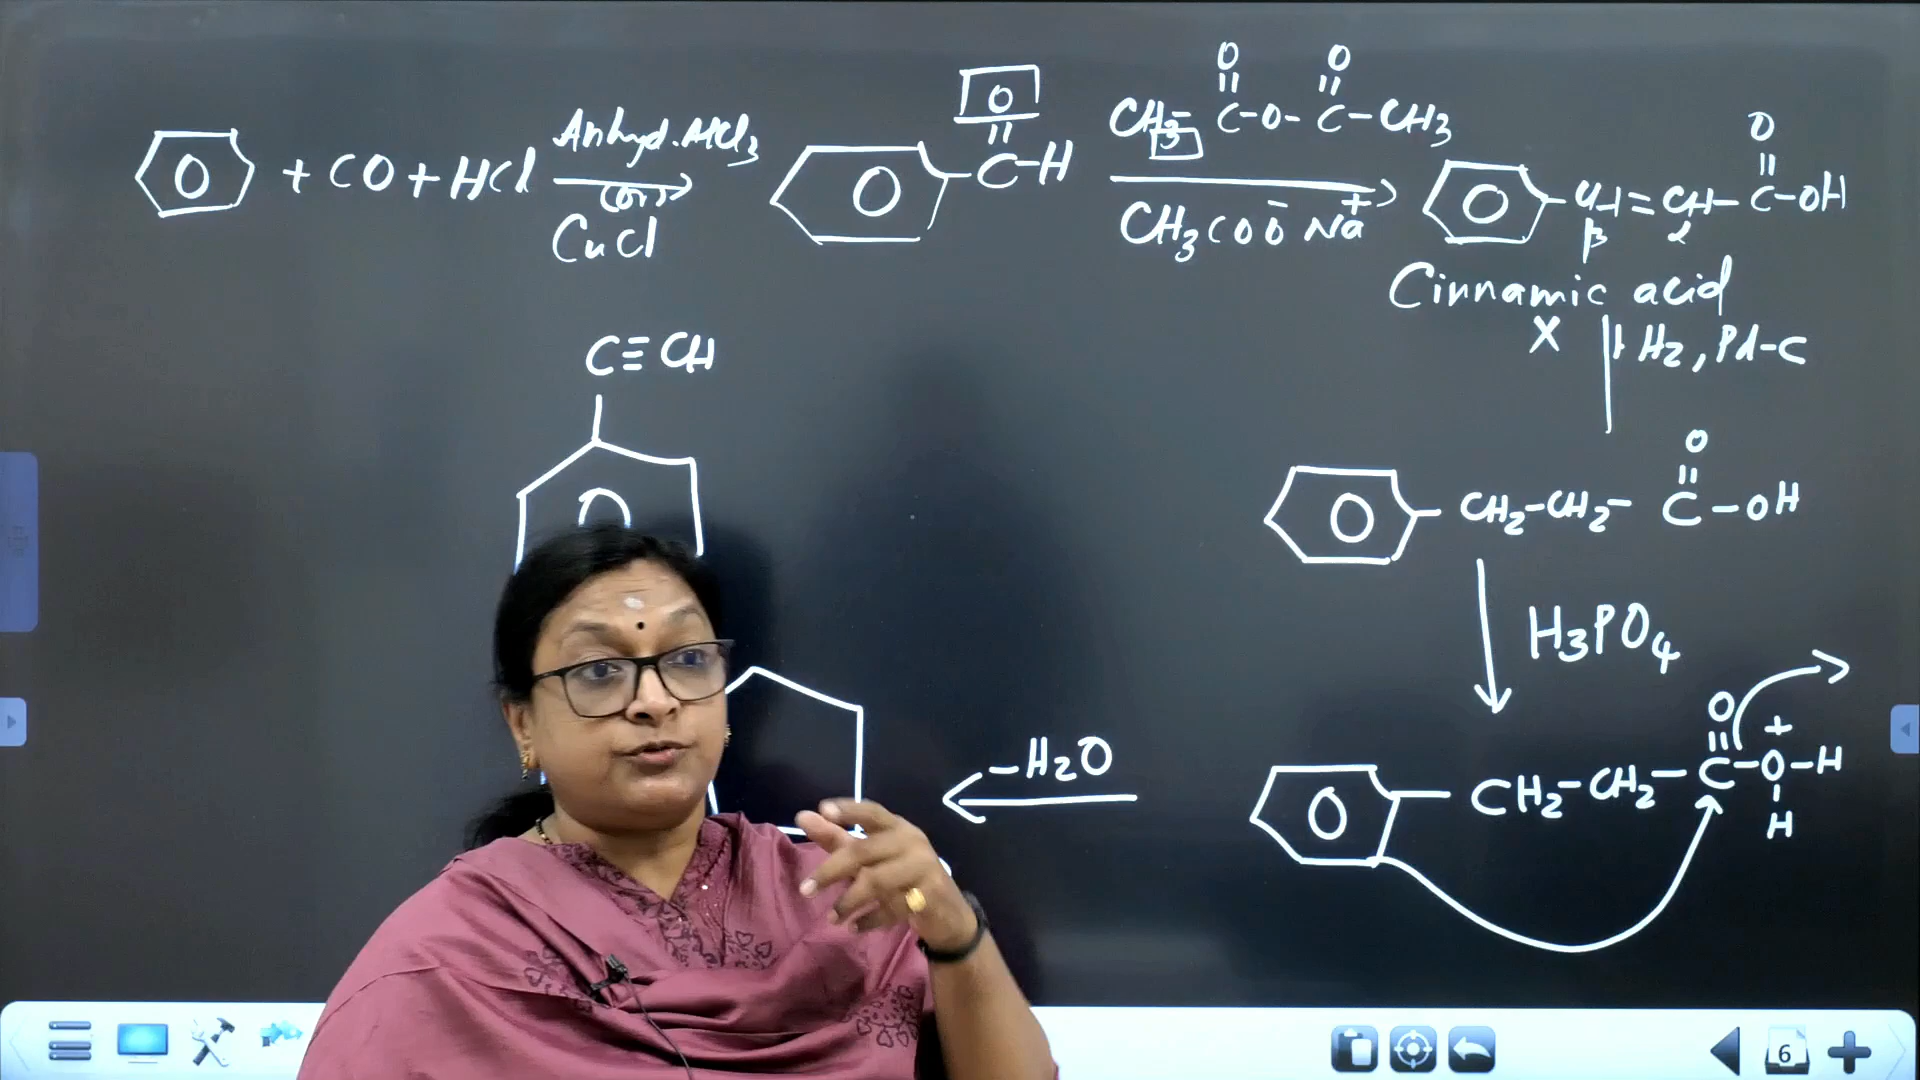 O O O
+ CO + HCl Anhyd. AlCl3 (or) CuCl
C-H
CH3-C-O-C-CH3
O O
CH3COO⁻ Na⁺
O
CH=CH-C-OH
β α
Cinnamic acid
X H2, Pd-C
C≡CH
O
CH2-CH2-C-OH
H3PO4
O +
CH2-CH2-C-O-H
H
-H2O
6